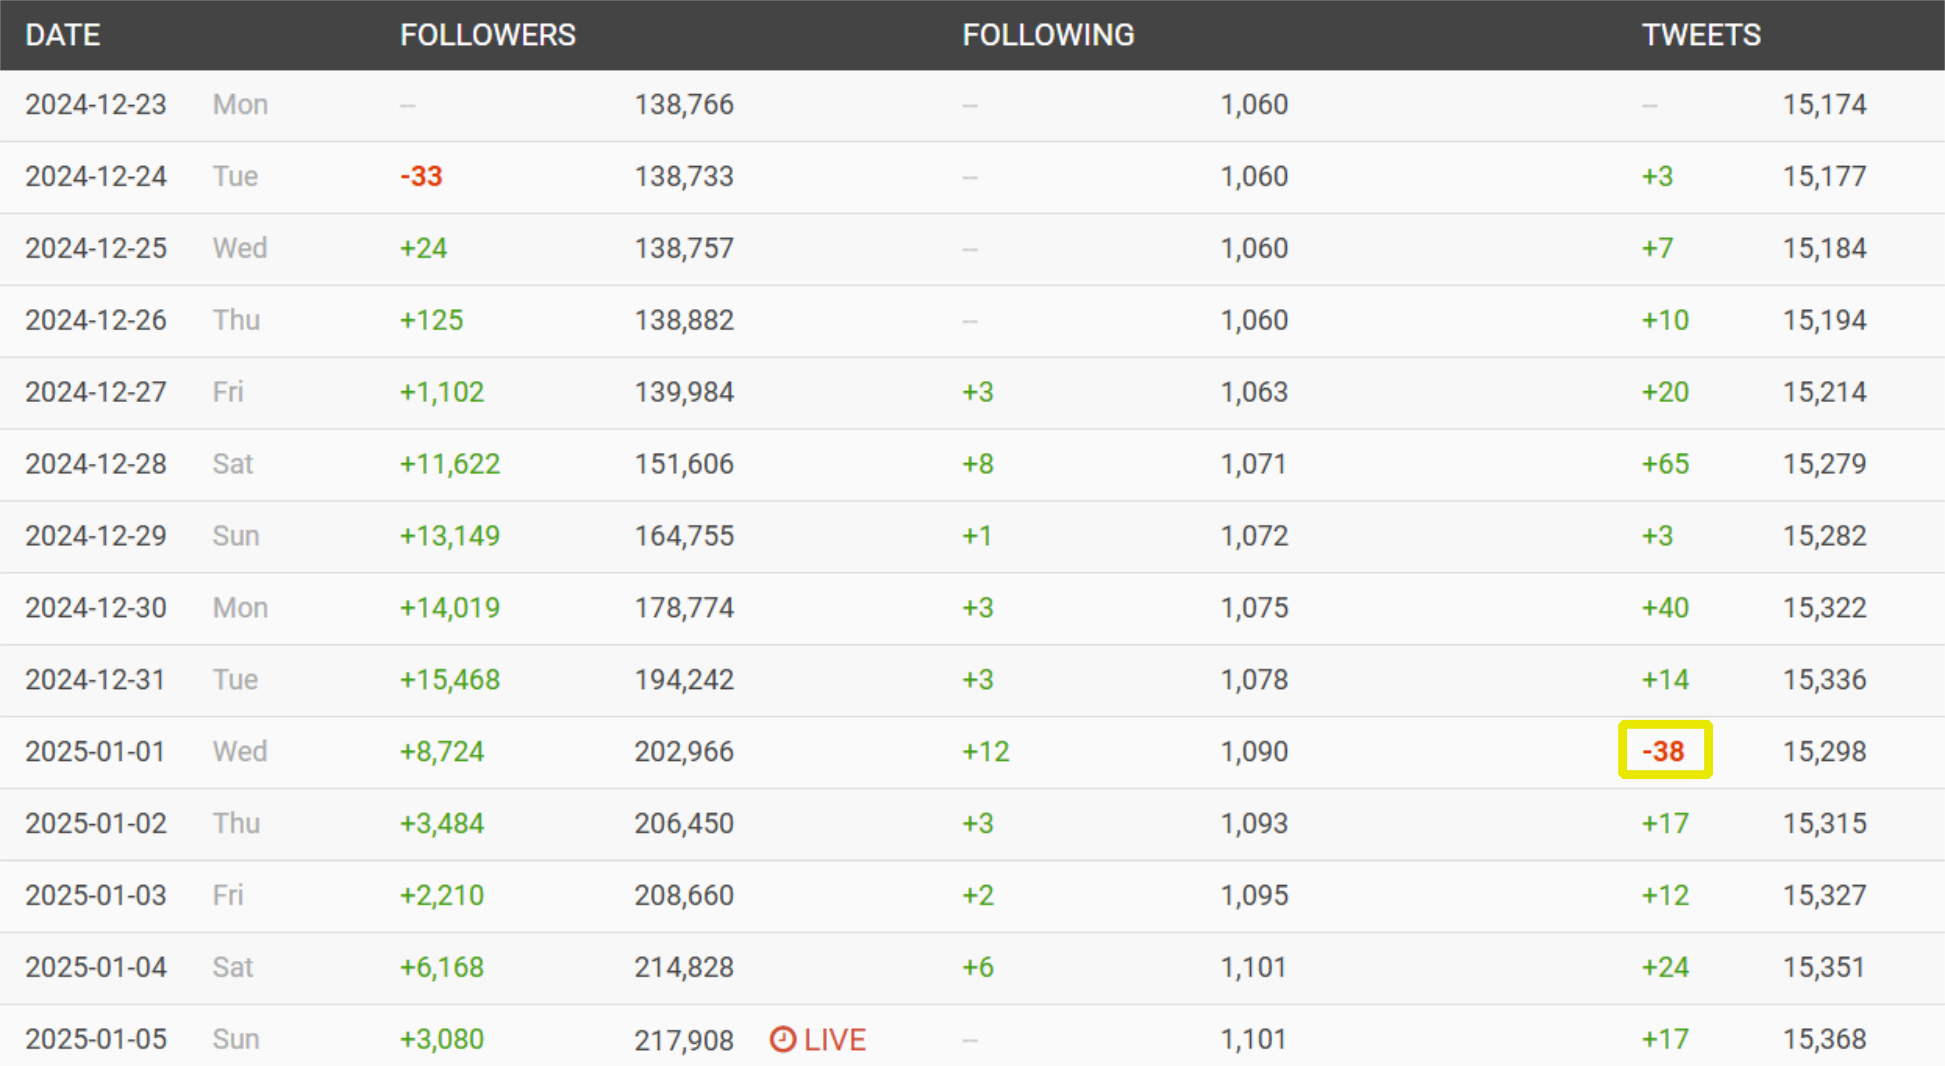 DATE FOLLOWERS FOLLOWING TWEETS
2024-12-23 Mon -- 138,766 -- 1,060 -- 15,174
2024-12-24 Tue -33 138,733 -- 1,060 +3 15,177
2024-12-25 Wed +24 138,757 -- 1,060 +7 15,184
2024-12-26 Thu +125 138,882 -- 1,060 +10 15,194
2024-12-27 Fri +1,102 139,984 +3 1,063 +20 15,214
2024-12-28 Sat +11,622 151,606 +8 1,071 +65 15,279
2024-12-29 Sun +13,149 164,755 +1 1,072 +3 15,282
2024-12-30 Mon +14,019 178,774 +3 1,075 +40 15,322
2024-12-31 Tue +15,468 194,242 +3 1,078 +14 15,336
2025-01-01 Wed +8,724 202,966 +12 1,090 -38 15,298
2025-01-02 Thu +3,484 206,450 +3 1,093 +17 15,315
2025-01-03 Fri +2,210 208,660 +2 1,095 +12 15,327
2025-01-04 Sat +6,168 214,828 +6 1,101 +24 15,351
2025-01-05 Sun +3,080 217,908 LIVE -- 1,101 +17 15,368